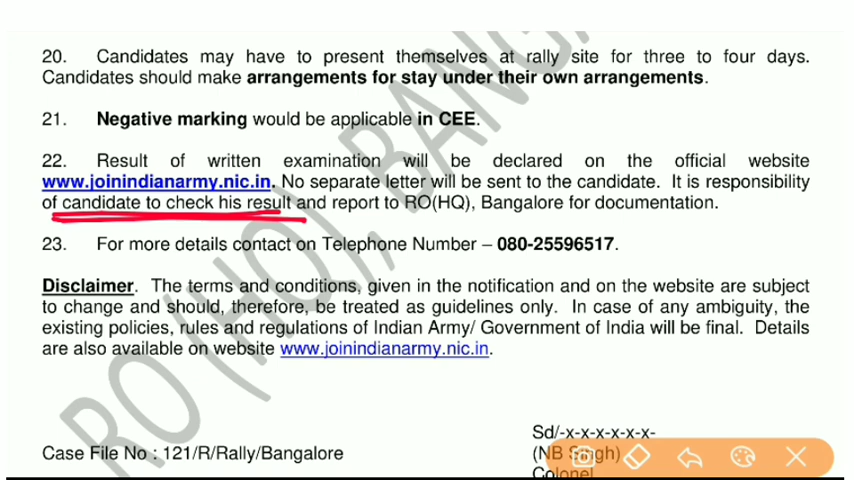 20. Candidates may have to present themselves at rally site for three to four days.
Candidates should make arrangements for stay under their own arrangements.
21. Negative marking would be applicable in CEE.
22. Result of written examination will be declared on the official website
www.joinindianarmy.nic.in. No separate letter will be sent to the candidate. It is responsibility
of candidate to check his result and report to RO(HQ), Bangalore for documentation.
23. For more details contact on Telephone Number – 080-25596517.
Disclaimer. The terms and conditions, given in the notification and on the website are subject
to change and should, therefore, be treated as guidelines only. In case of any ambiguity, the
existing policies, rules and regulations of Indian Army/ Government of India will be final. Details
are also available on website www.joinindianarmy.nic.in.
RO (HQ), BANG
Sd/-x-x-x-x-x-x-
Case File No : 121/R/Rally/Bangalore
(NB Singh)
Colonel